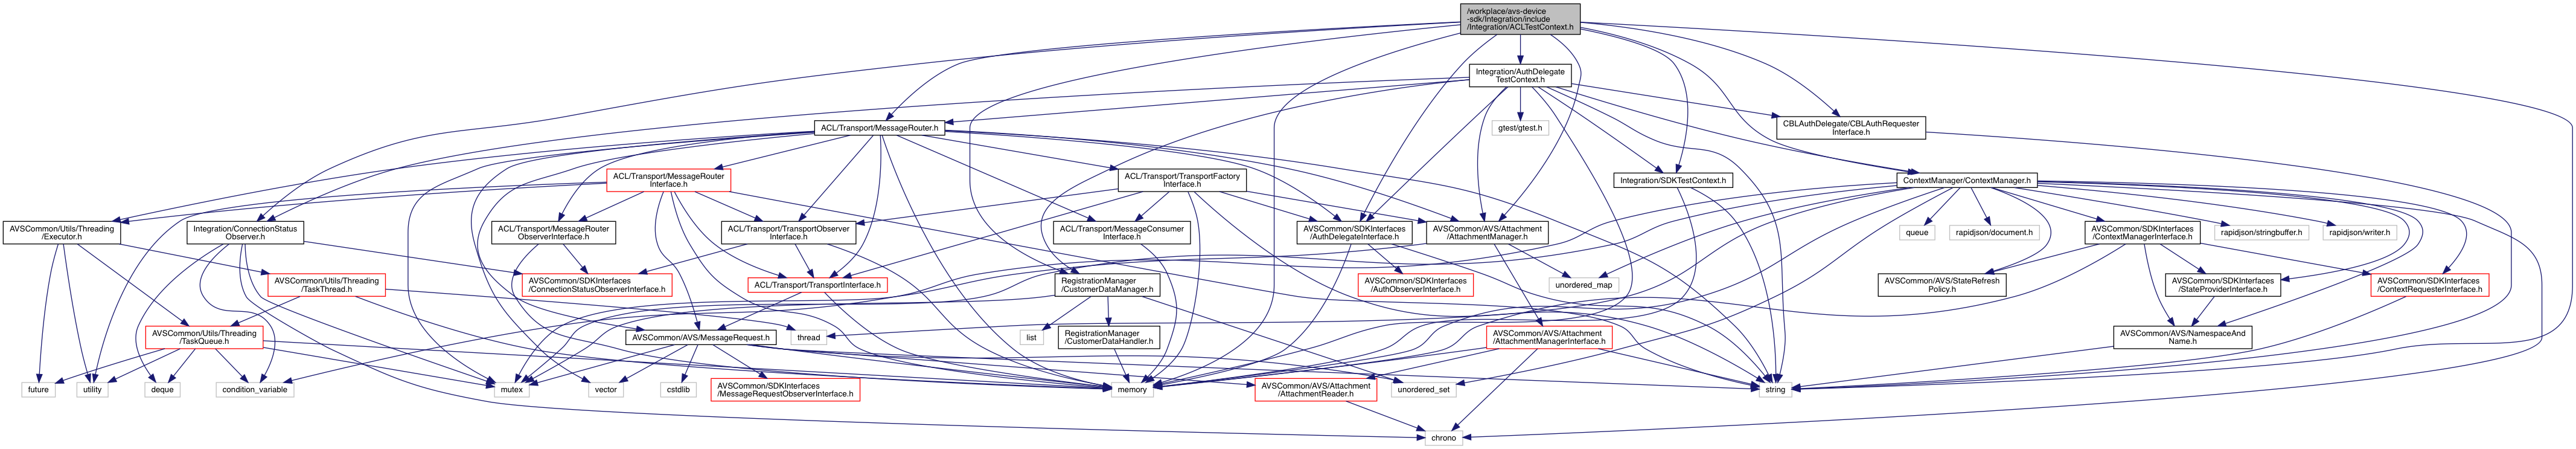 /workplace/avs-device
-sdk/Integration/include
/Integration/ACLTestContext.h
Integration/AuthDelegate
TestContext.h
ACL/Transport/MessageRouter.h
gtest/gtest.h
CBLAuthDelegate/CBLAuthRequester
Interface.h
ACL/Transport/MessageRouter
Interface.h
ACL/Transport/TransportFactory
Interface.h
Integration/SDKTestContext.h
ContextManager/ContextManager.h
AVSCommon/Utils/Threading
/Executor.h
Integration/ConnectionStatus
Observer.h
ACL/Transport/MessageRouter
ObserverInterface.h
ACL/Transport/TransportObserver
Interface.h
ACL/Transport/MessageConsumer
Interface.h
AVSCommon/SDKInterfaces
/AuthDelegateInterface.h
AVSCommon/AVS/Attachment
/AttachmentManager.h
queue
rapidjson/document.h
AVSCommon/SDKInterfaces
/ContextManagerInterface.h
rapidjson/stringbuffer.h
rapidjson/writer.h
AVSCommon/Utils/Threading
/TaskThread.h
AVSCommon/SDKInterfaces
/ConnectionStatusObserverInterface.h
ACL/Transport/TransportInterface.h
RegistrationManager
/CustomerDataManager.h
AVSCommon/SDKInterfaces
/AuthObserverInterface.h
unordered_map
AVSCommon/AVS/StateRefresh
Policy.h
AVSCommon/SDKInterfaces
/StateProviderInterface.h
AVSCommon/SDKInterfaces
/ContextRequesterInterface.h
AVSCommon/Utils/Threading
/TaskQueue.h
AVSCommon/AVS/MessageRequest.h
thread
list
RegistrationManager
/CustomerDataHandler.h
AVSCommon/AVS/Attachment
/AttachmentManagerInterface.h
AVSCommon/AVS/NamespaceAnd
Name.h
future
utility
deque
condition_variable
mutex
vector
cstdlib
AVSCommon/SDKInterfaces
/MessageRequestObserverInterface.h
memory
AVSCommon/AVS/Attachment
/AttachmentReader.h
unordered_set
string
chrono